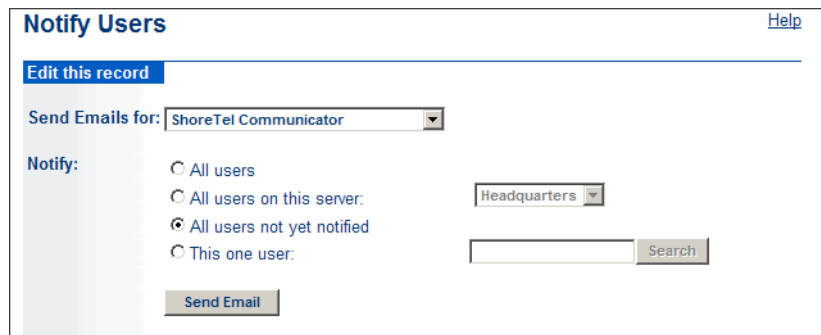 Notify Users
Help
Edit this record
Send Emails for: ShoreTel Communicator
Notify:
All users
All users on this server: Headquarters
All users not yet notified
This one user: Search
Send Email